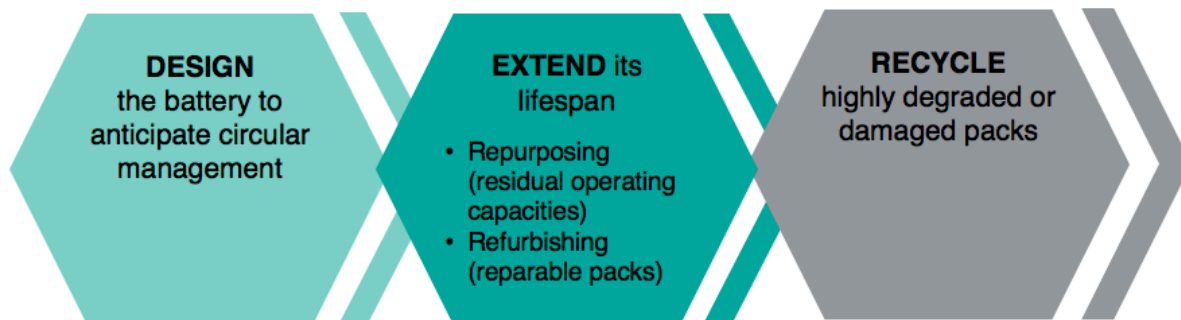 DESIGN
the battery to
anticipate circular
management
EXTEND its
lifespan
• Repurposing
(residual operating
capacities)
• Refurbishing
(reparable packs)
RECYCLE
highly degraded or
damaged packs